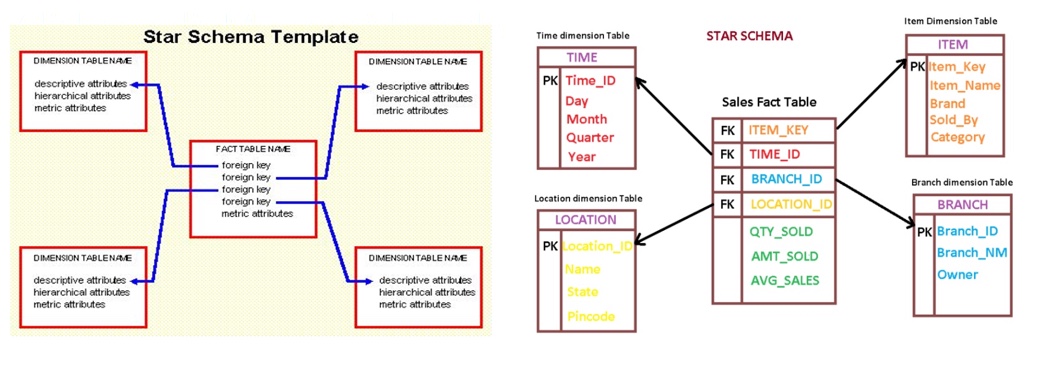 Star Schema Template
DIMENSION TABLE NAME
descriptive attributes
hierarchical attributes
metric attributes
DIMENSION TABLE NAME
descriptive attributes
hierarchical attributes
metric attributes
FACT TABLE NAME
foreign key
foreign key
foreign key
foreign key
metric attributes
DIMENSION TABLE NAME
descriptive attributes
hierarchical attributes
metric attributes
DIMENSION TABLE NAME
descriptive attributes
hierarchical attributes
metric attributes
STAR SCHEMA
Time dimension Table
TIME
PK Time_ID
Day
Month
Quarter
Year
Item Dimension Table
ITEM
PK Item_Key
Item_Name
Brand
Sold_By
Category
Sales Fact Table
FK ITEM_KEY
FK TIME_ID
FK BRANCH_ID
FK LOCATION_ID
QTY_SOLD
AMT_SOLD
AVG_SALES
Location dimension Table
LOCATION
PK Location_ID
Name
State
Pincode
Branch dimension Table
BRANCH
PK Branch_ID
Branch_NM
Owner